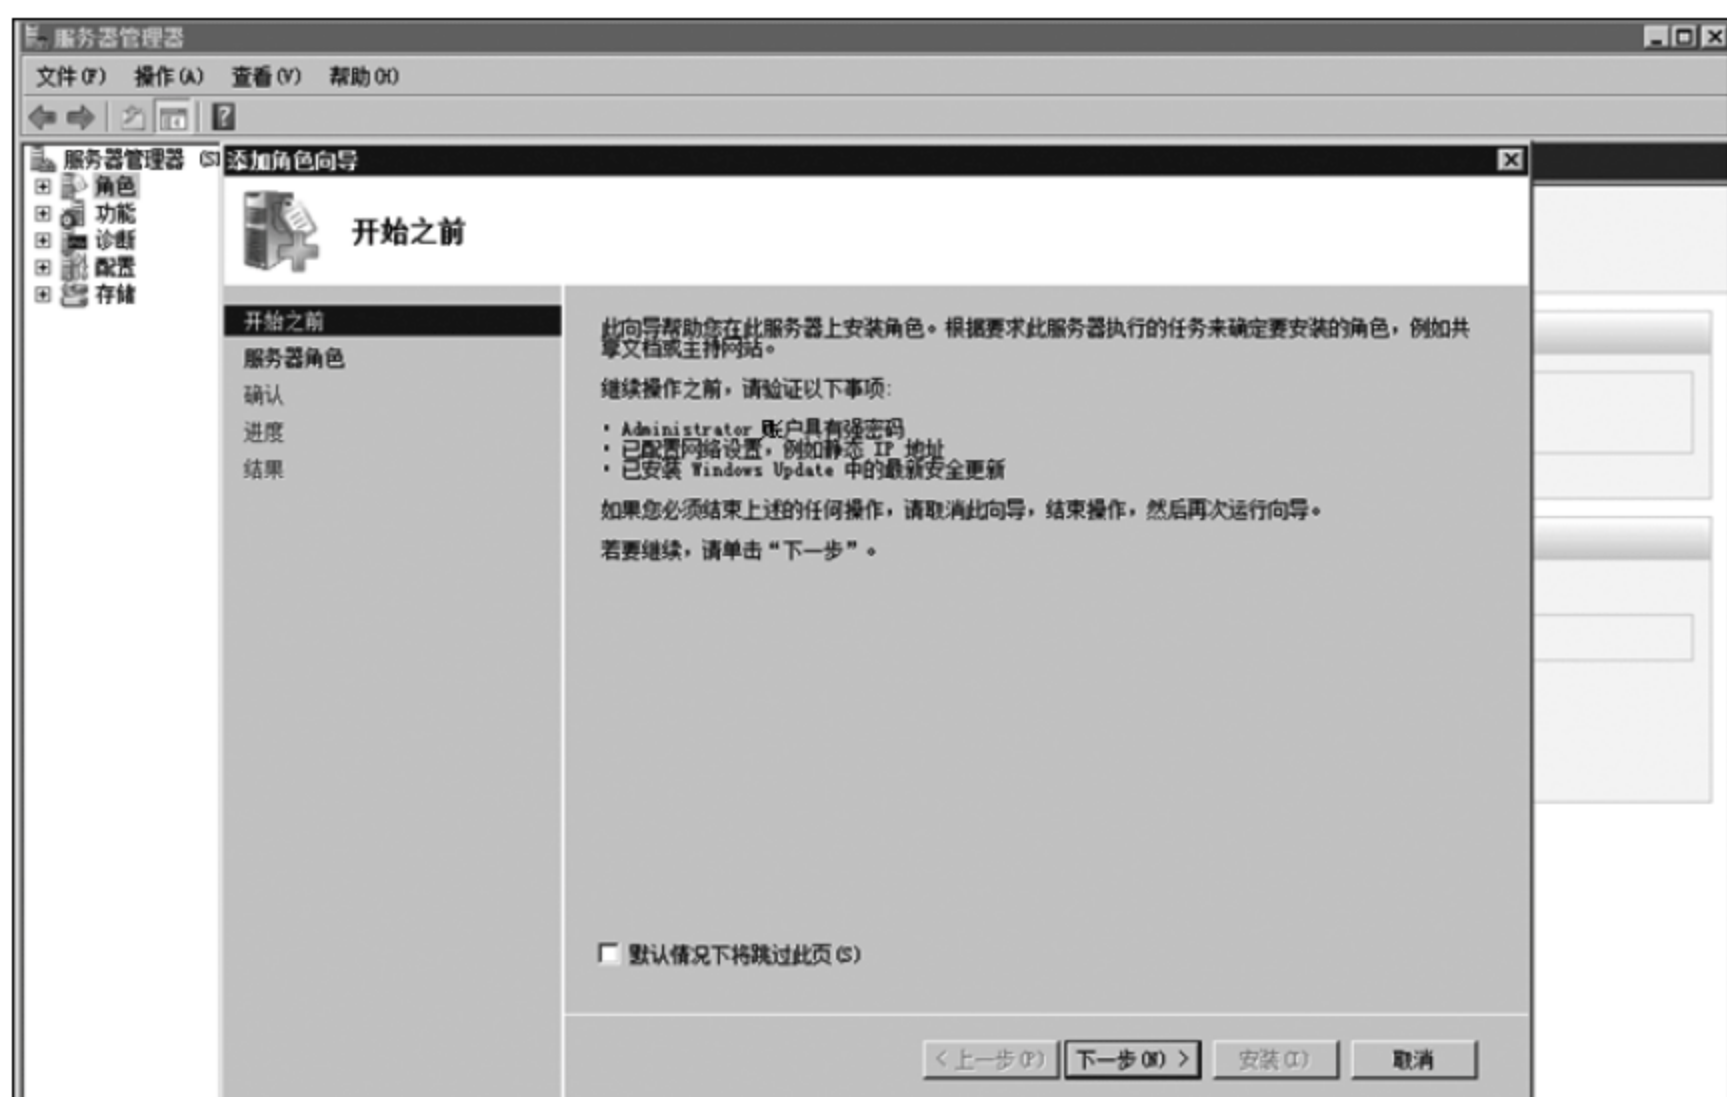 服务器管理器
文件(F) 操作(A) 查看(V) 帮助(H)
服务器管理器 (S
角色
功能
诊断
配置
存储
添加角色向导
开始之前
开始之前
服务器角色
确认
进度
结果
此向导帮助您在此服务器上安装角色。根据要求此服务器执行的任务来确定要安装的角色，例如共
享文档或主持网站。
继续操作之前，请验证以下事项:
· Administrator 账户具有强密码
· 已配置网络设置，例如静态 IP 地址
· 已安装 Windows Update 中的最新安全更新
如果您必须结束上述的任何操作，请取消此向导，结束操作，然后再次运行向导。
若要继续，请单击“下一步”。
默认情况下将跳过此页(S)
< 上一步(P) 下一步(N) > 安装(I) 取消